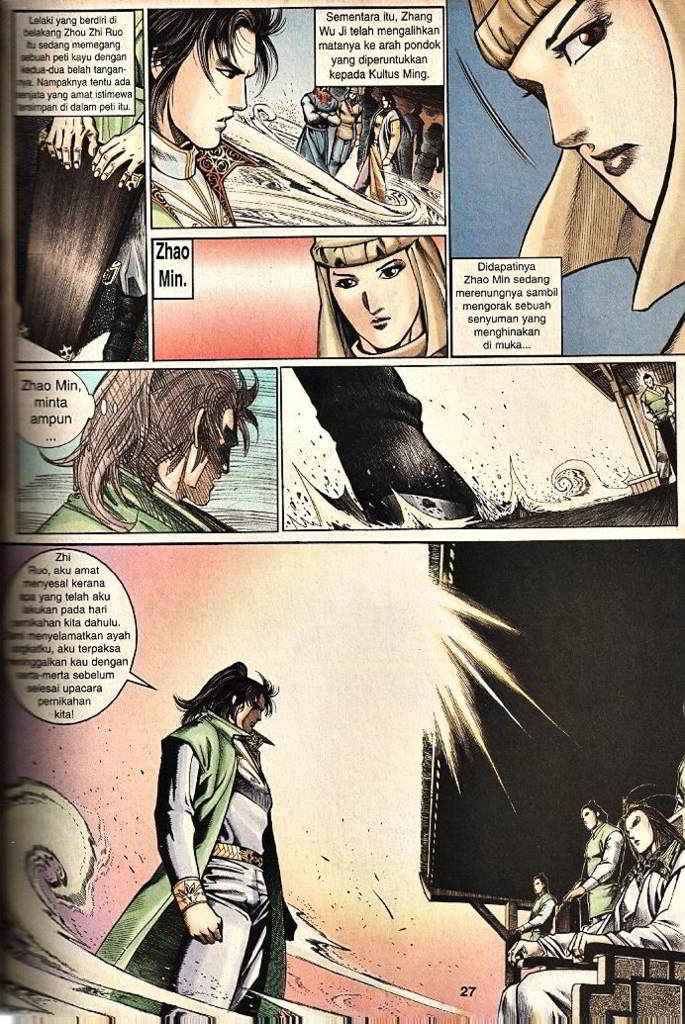 Lelaki yang berdiri di
belakang Zhou Zhi Ruo
itu sedang memegang
sebuah peti kayu dengan
kedua-dua belah tangan-
nya. Nampaknya tentu ada
senjata yang amat istimewa
tersimpan di dalam peti itu.
Sementara itu, Zhang
Wu Ji telah mengalihkan
matanya ke arah pondok
yang diperuntukkan
kepada Kultus Ming.
Zhao
Min.
Didapatinya
Zhao Min sedang
merenungnya sambil
mengorak sebuah
senyuman yang
menghinakan
di muka...
Zhao Min,
minta
ampun
...
Zhi
Ruo, aku amat
menyesal kerana
apa yang telah aku
lakukan pada hari
pernikahan kita dahulu.
Demi menyelamatkan ayah
angkatku, aku terpaksa
meninggalkan kau dengan
serta-merta sebelum
selesai upacara
pernikahan
kita!
27